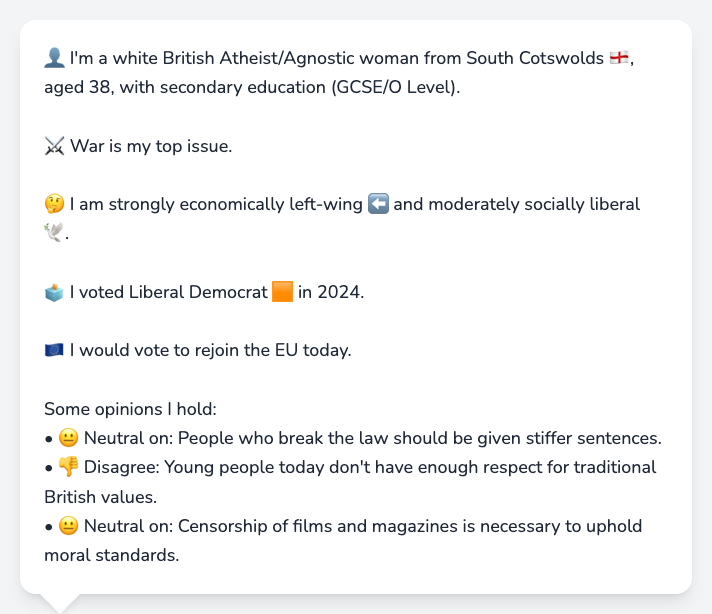 👤 I'm a white British Atheist/Agnostic woman from South Cotswolds 🏴󠁧󠁢󠁥󠁮󠁧󠁿,
aged 38, with secondary education (GCSE/O Level).
⚔️ War is my top issue.
🤔 I am strongly economically left-wing ⬅️ and moderately socially liberal
🕊️.
🗳️ I voted Liberal Democrat 🟧 in 2024.
🇪🇺 I would vote to rejoin the EU today.
Some opinions I hold:
• 😐 Neutral on: People who break the law should be given stiffer sentences.
• 👎 Disagree: Young people today don't have enough respect for traditional
British values.
• 😐 Neutral on: Censorship of films and magazines is necessary to uphold
moral standards.